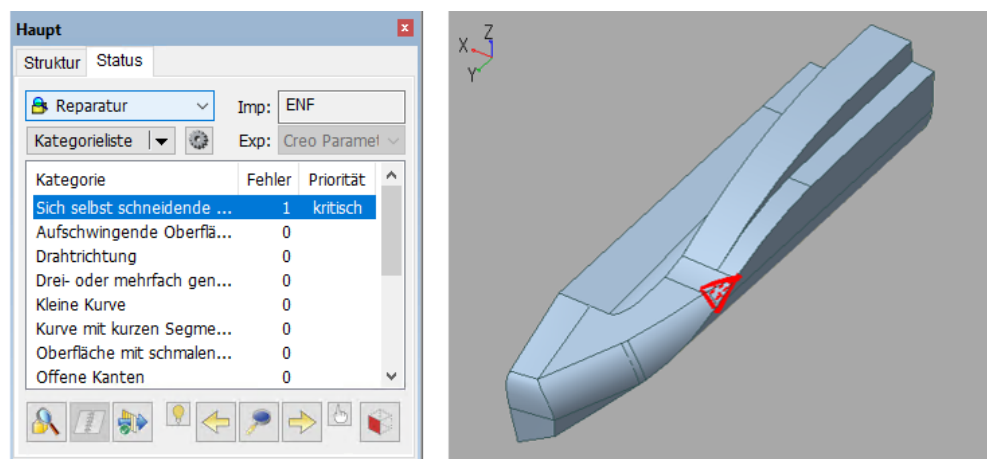 Haupt
Struktur Status
Reparatur Imp: ENF
Kategorieliste Exp: Creo Paramet
Kategorie Fehler Priorität
Sich selbst schneidende ... 1 kritisch
Aufschwingende Oberflä... 0
Drahtrichtung 0
Drei- oder mehrfach gen... 0
Kleine Kurve 0
Kurve mit kurzen Segme... 0
Oberfläche mit schmalen... 0
Offene Kanten 0
Z
X
Y